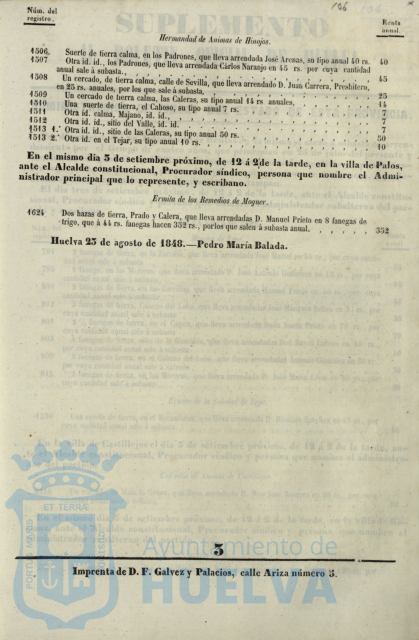 Núm. del
registro.
Renta
anual.
Hermandad de Animas de Hinojos.
1506. Suerte de tierra calma, en los Padrones, que lleva arrendada José Arenas, su tipo anual 40 rs. 40
1507 Otra id. id., los Padrones, que lleva arrendada Carlos Naranjo en 45 rs. por cuya cantidad
anual sale á subasta., 45
1508 Un cercado, de tierra calma, calle de Sevilla, que lleva arrendado D. Juan Carrera, Presbitero,
en 25 rs. anuales, por los que sale á subasta, 25
1509 Un cercado de tierra calma, las Caleras, su tipo anual 44 rs anuales, 44
1510 Una suerte de tierra, el Cahoso, su tipo anual 7 rs. 7
1511 Otra id. calma, Majano, id. id. 7
1512 Otra id. id., sitio del Valle, id. id. 7
1513 1.° Otra id. id., sitio de las Caleras, su tipo anual 50 rs. 50
1513 2.° Otra id. en el Tejar, su tipo anual 40 rs. 40
En el mismo dia 5 de setiembre próximo, de 12 á 2 de la tarde, en la villa de Palos,
ante el Alcalde constitucional, Procurador síndico, persona que nombre el Admi-
nistrador principal que lo represente, y escribano.
Ermita de los Remedios de Moguer.
1624 Dos hazas de tierra, Prado y Calera, que lleva arrendadas D. Manuel Prieto en 8 fanegas de
trigo, que á 44 rs. fanegas hacen 352 rs., por los que salen á subasta anual. 352
Huelva 23 de agosto de 1848.—Pedro María Balada.
3
Imprenta de D. F. Galvez y Palacios, calle Ariza número 5.
Ayuntamiento de
HUELVA